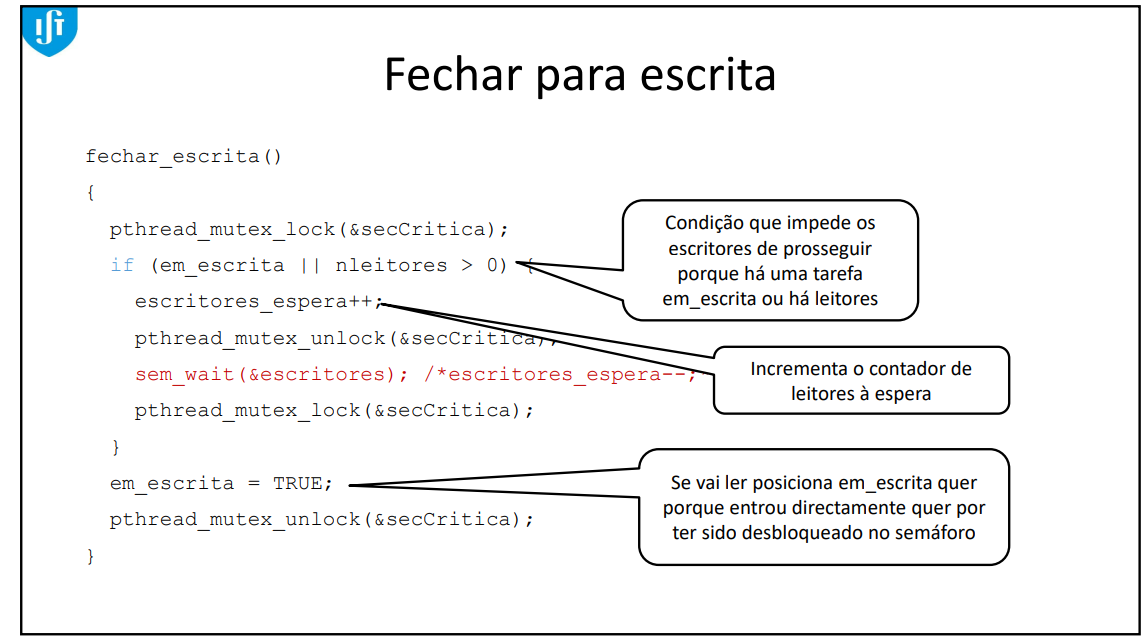 IST
Fechar para escrita
fechar_escrita()
{
pthread_mutex_lock(&secCritica);
if (em_escrita || nleitores > 0) {
escritores_espera++;
pthread_mutex_unlock(&secCritica);
sem_wait(&escritores); /*escritores_espera--;
pthread_mutex_lock(&secCritica);
}
em_escrita = TRUE;
pthread_mutex_unlock(&secCritica);
}
Condição que impede os
escritores de prosseguir
porque há uma tarefa
em_escrita ou há leitores
Incrementa o contador de
leitores à espera
Se vai ler posiciona em_escrita quer
porque entrou directamente quer por
ter sido desbloqueado no semáforo